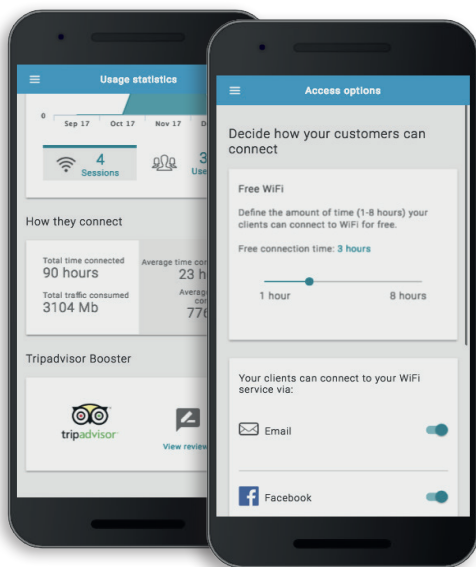 Usage statistics
0
Sep 17 Oct 17 Nov 17
4
Sessions
How they connect
Total time connected
90 hours
Average time
23
Total traffic consumed
3104 Mb
776
Tripadvisor Booster
tripadvisor
View
Access options
Decide how your customers can
connect
Free WiFi
Define the amount of time (1-8 hours) your
clients can connect to WiFi for free.
Free connection time: 3 hours
1 hour 8 hours
Your clients can connect to your WiFi
service via:
Email
Facebook